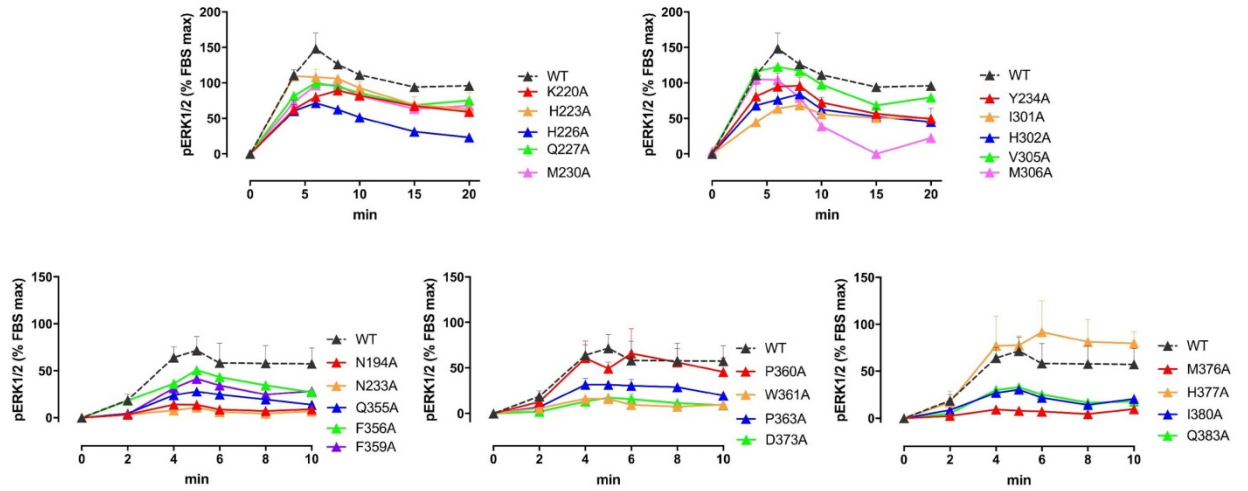 pERK1/2 (% FBS max)
200
150
100
50
0
0 5 10 15 20
min
WT
K220A
H223A
H226A
Q227A
M230A
pERK1/2 (% FBS max)
200
150
100
50
0
0 5 10 15 20
min
WT
Y234A
I301A
H302A
V305A
M306A
pERK1/2 (% FBS max)
150
100
50
0
0 2 4 6 8 10
min
WT
N194A
N233A
Q355A
F356A
F359A
pERK1/2 (% FBS max)
150
100
50
0
0 2 4 6 8 10
min
WT
P360A
W361A
P363A
D373A
pERK1/2 (% FBS max)
150
100
50
0
0 2 4 6 8 10
min
WT
M376A
H377A
I380A
Q383A